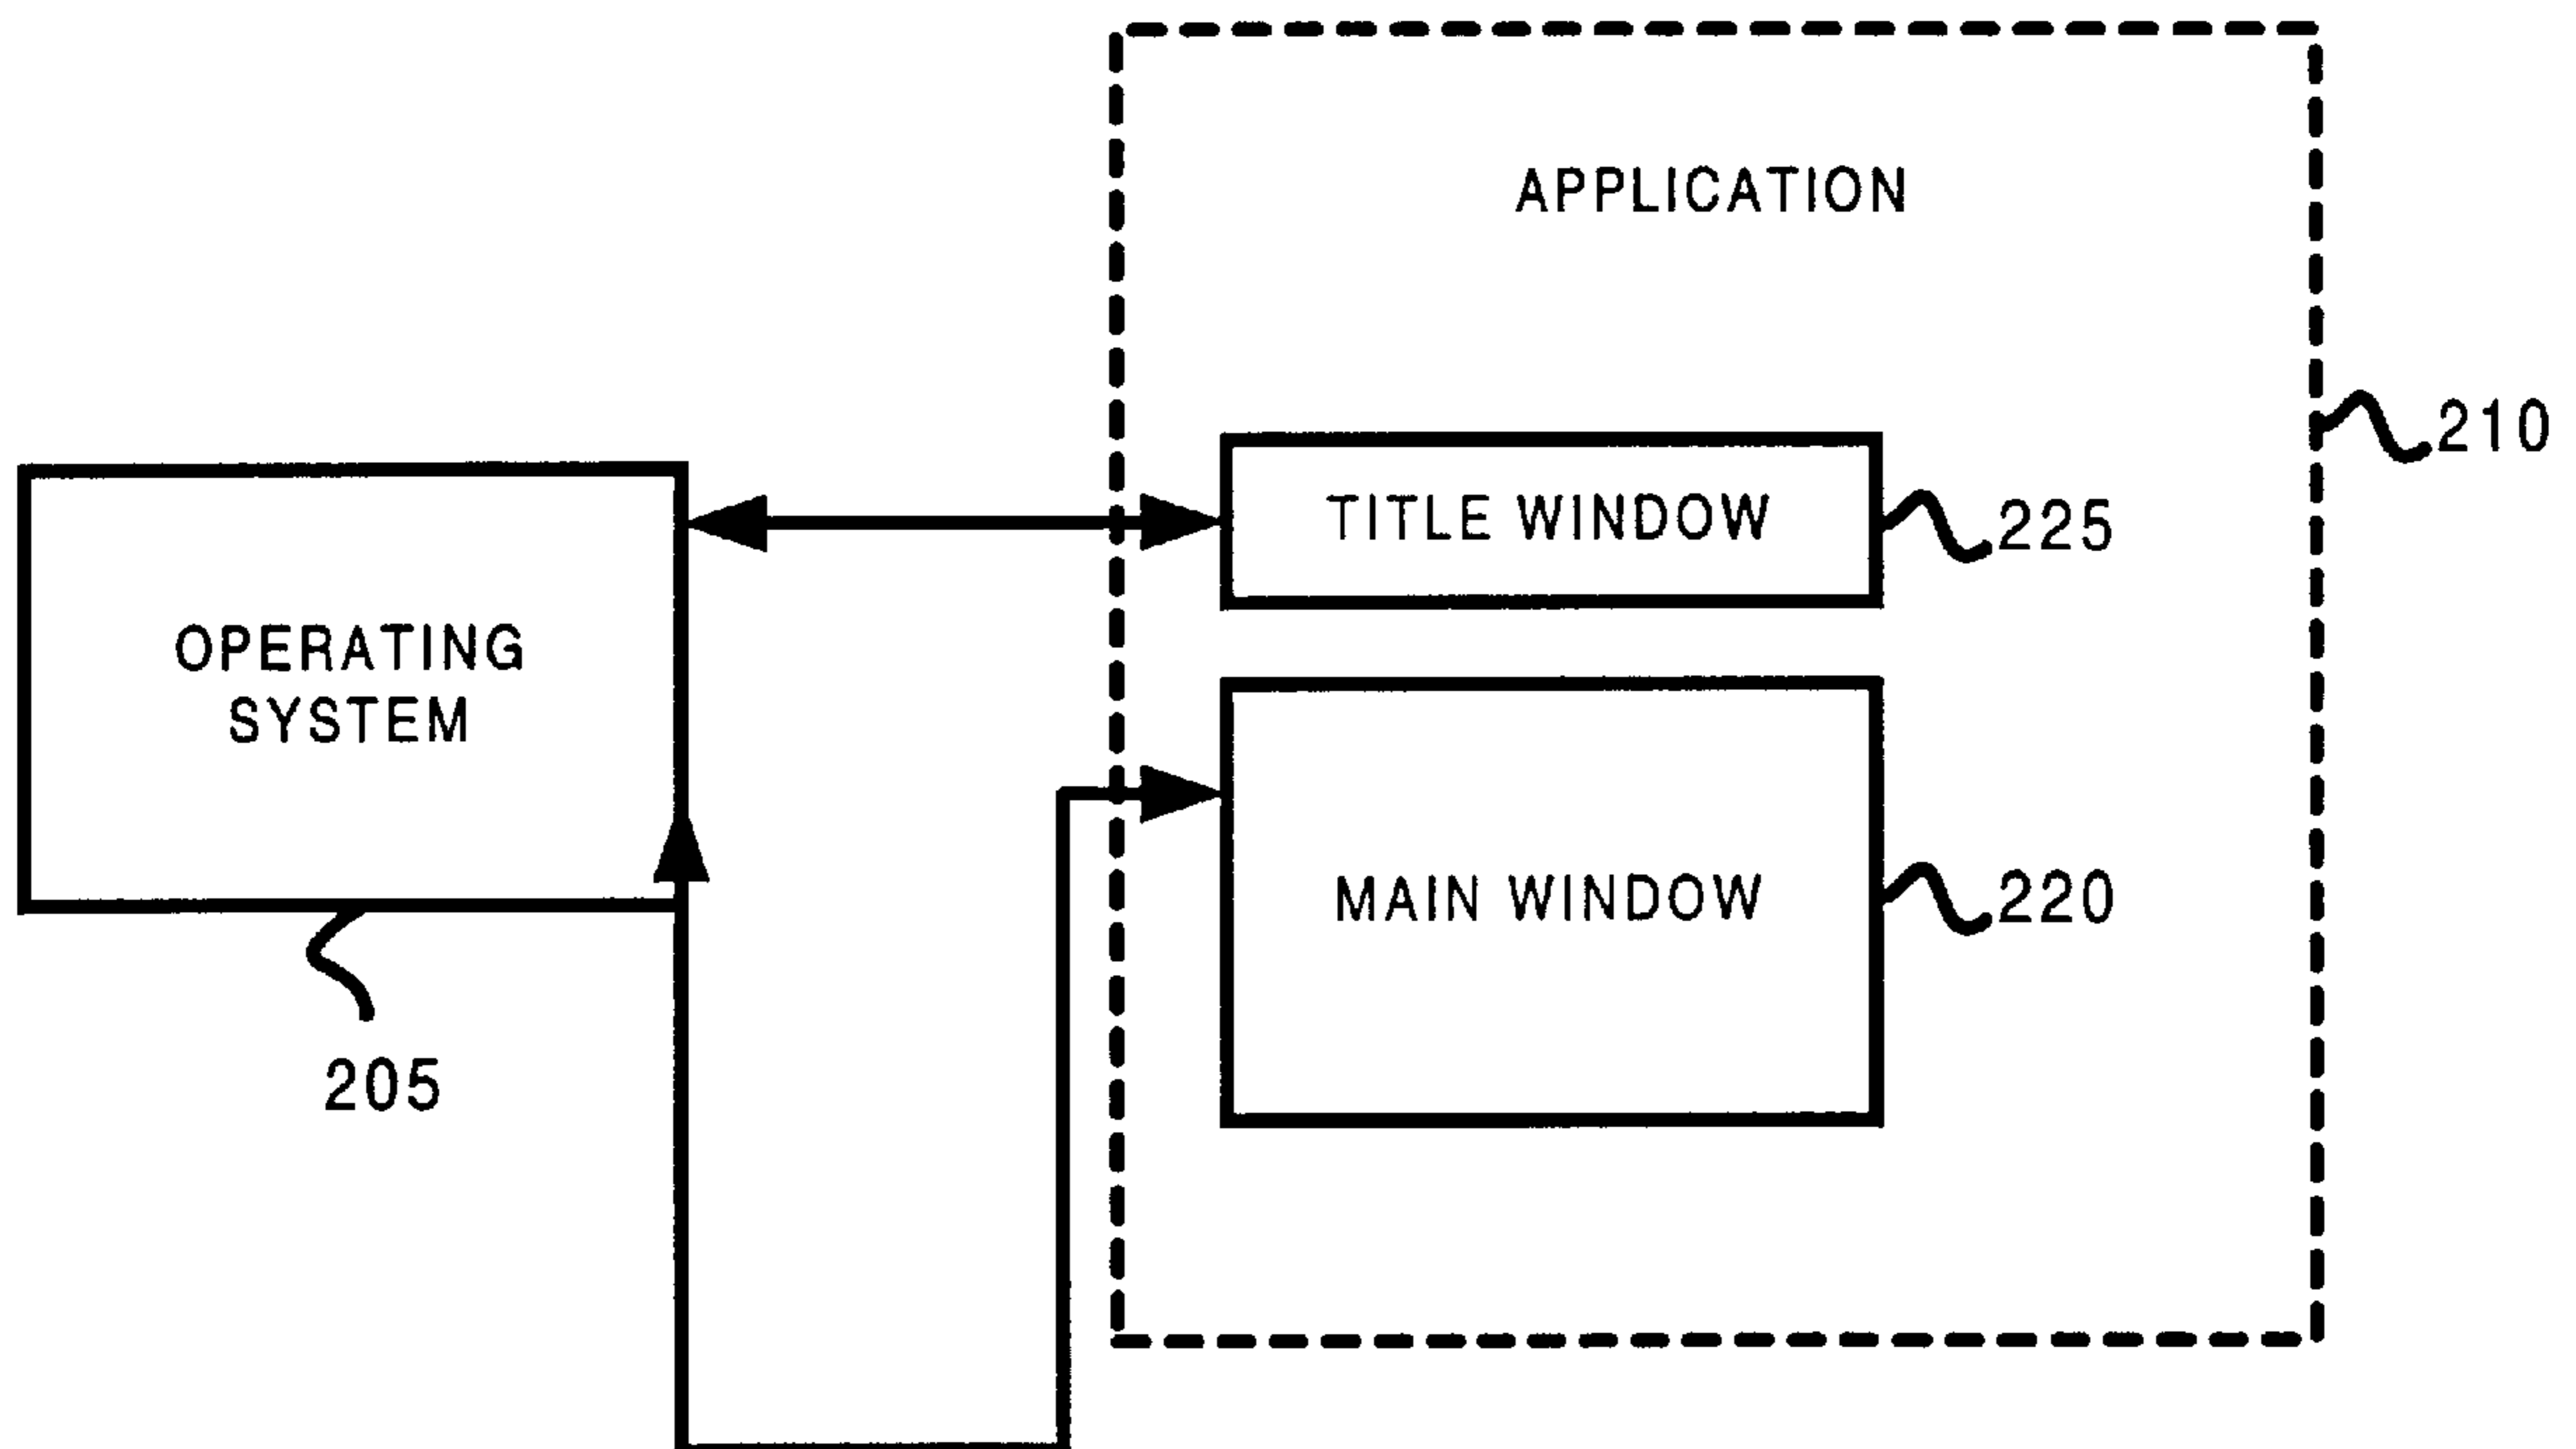 APPLICATION
210
TITLE WINDOW
225
OPERATING
SYSTEM
MAIN WINDOW
220
205